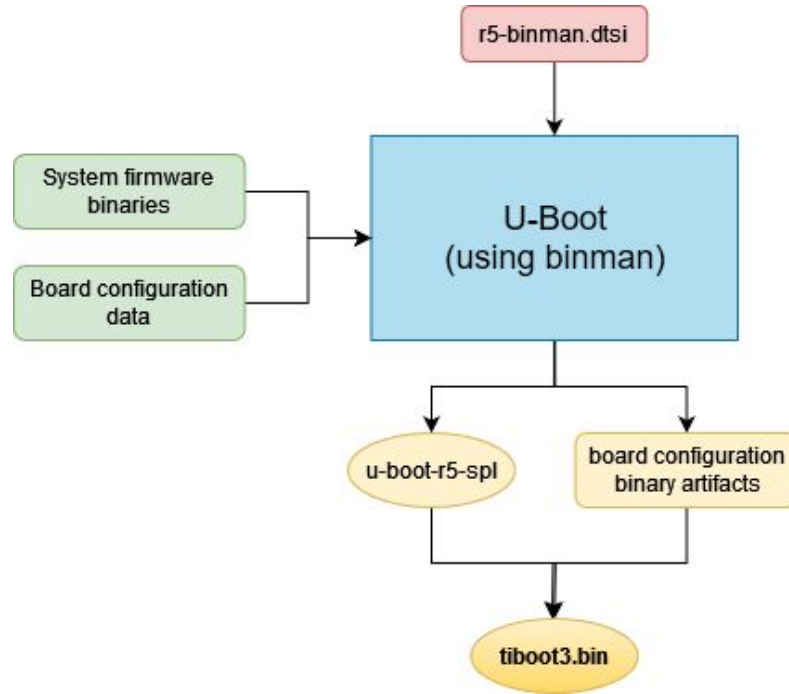 r5-binman.dtsi
System firmware
binaries
U-Boot
(using binman)
Board configuration
data
u-boot-r5-spl
board configuration
binary artifacts
tiboot3.bin